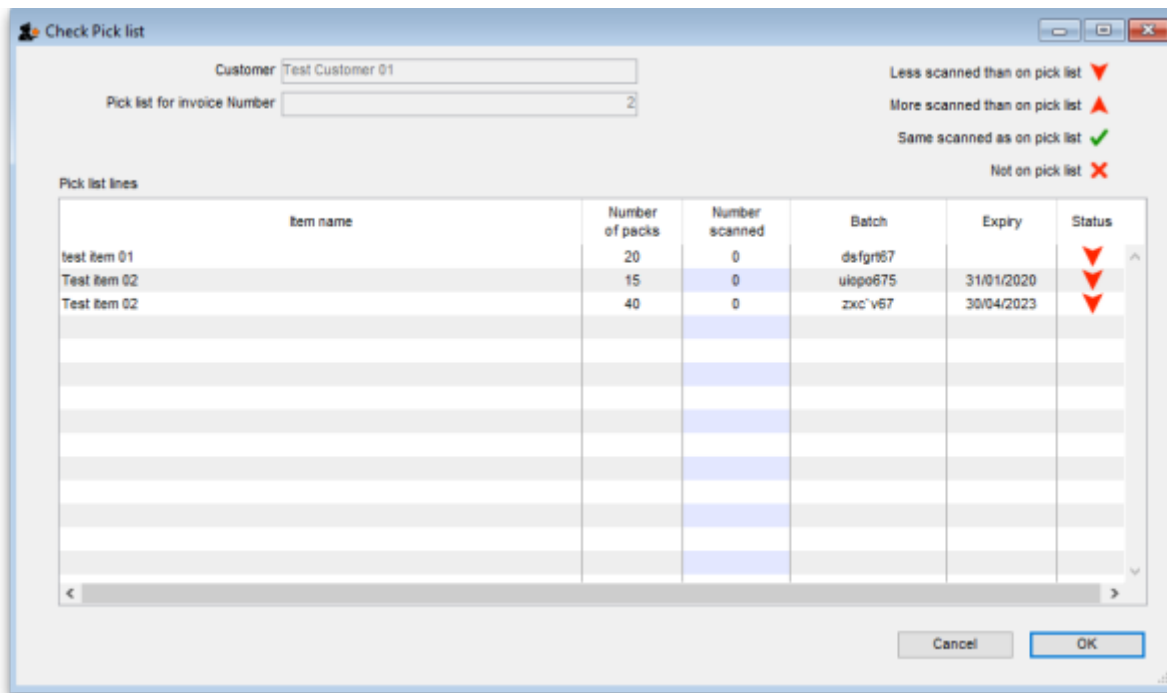 Check Pick list
Customer Test Customer 01
Pick list for invoice Number 2
Less scanned than on pick list
More scanned than on pick list
Same scanned as on pick list
Not on pick list
Pick list lines
Item name Number of packs Number scanned Batch Expiry Status
test item 01 20 0 dsfgrt67
Test item 02 15 0 uiopo675 31/01/2020
Test item 02 40 0 zxc`v67 30/04/2023
Cancel OK